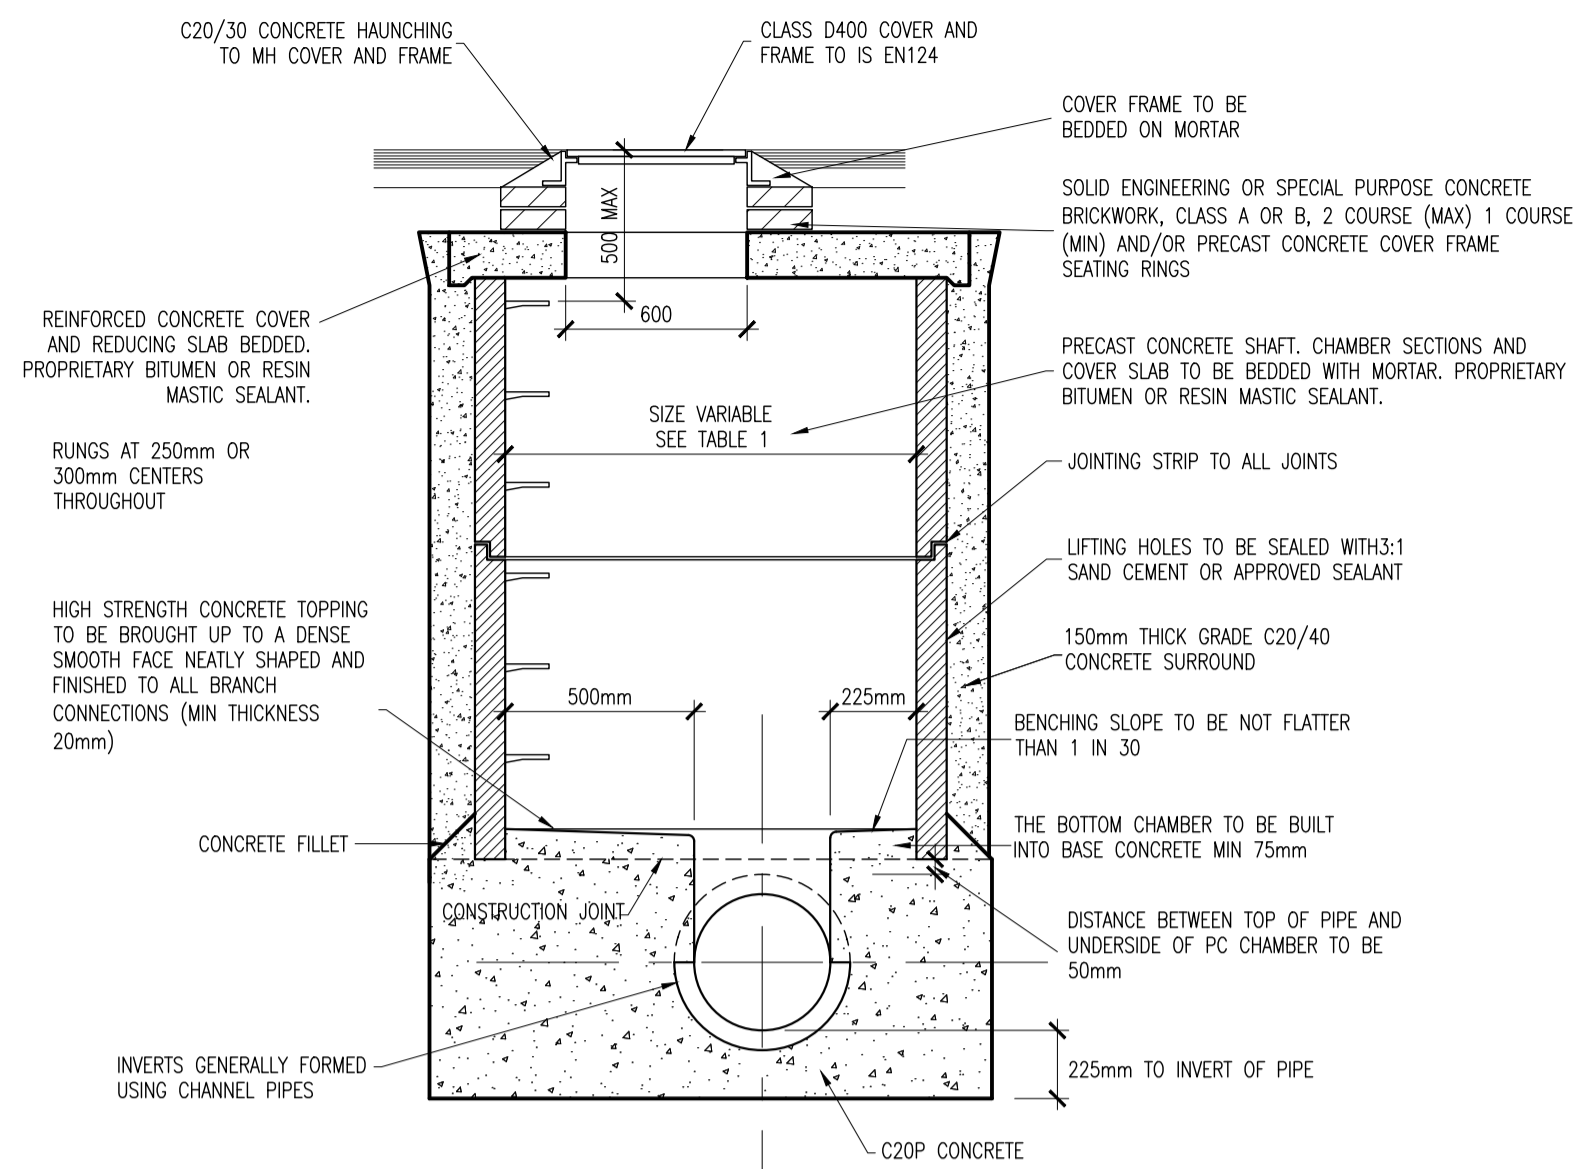 C20/30 CONCRETE HAUNCHING
TO MH COVER AND FRAME
CLASS D400 COVER AND
FRAME TO IS EN124
COVER FRAME TO BE
BEDDED ON MORTAR
SOLID ENGINEERING OR SPECIAL PURPOSE CONCRETE
BRICKWORK, CLASS A OR B, 2 COURSE (MAX) 1 COURSE
(MIN) AND/OR PRECAST CONCRETE COVER FRAME
SEATING RINGS
500 MAX
600
REINFORCED CONCRETE COVER
AND REDUCING SLAB BEDDED.
PROPRIETARY BITUMEN OR RESIN
MASTIC SEALANT.
PRECAST CONCRETE SHAFT. CHAMBER SECTIONS AND
COVER SLAB TO BE BEDDED WITH MORTAR. PROPRIETARY
BITUMEN OR RESIN MASTIC SEALANT.
SIZE VARIABLE
SEE TABLE 1
RUNGS AT 250mm OR
300mm CENTERS
THROUGHOUT
JOINTING STRIP TO ALL JOINTS
LIFTING HOLES TO BE SEALED WITH3:1
SAND CEMENT OR APPROVED SEALANT
HIGH STRENGTH CONCRETE TOPPING
TO BE BROUGHT UP TO A DENSE
SMOOTH FACE NEATLY SHAPED AND
FINISHED TO ALL BRANCH
CONNECTIONS (MIN THICKNESS
20mm)
150mm THICK GRADE C20/40
CONCRETE SURROUND
500mm
225mm
BENCHING SLOPE TO BE NOT FLATTER
THAN 1 IN 30
CONCRETE FILLET
THE BOTTOM CHAMBER TO BE BUILT
INTO BASE CONCRETE MIN 75mm
CONSTRUCTION JOINT
DISTANCE BETWEEN TOP OF PIPE AND
UNDERSIDE OF PC CHAMBER TO BE
50mm
INVERTS GENERALLY FORMED
USING CHANNEL PIPES
225mm TO INVERT OF PIPE
C20P CONCRETE